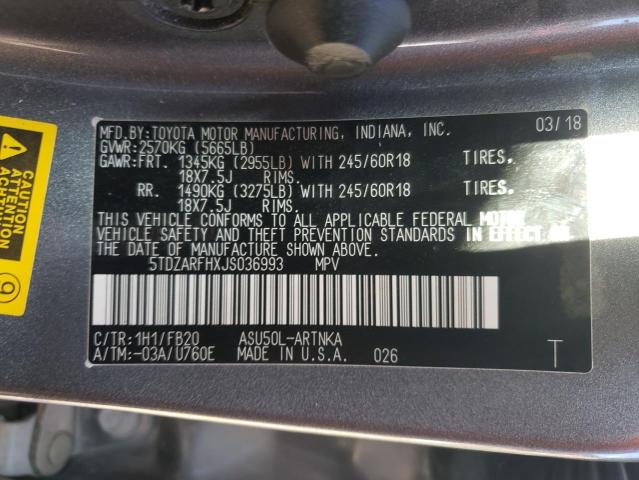 MFD.BY:TOYOTA MOTOR MANUFACTURING, INDIANA, INC. 03/18
GVWR:2570KG (5665LB)
GAWR:FRT. 1345KG (2955LB) WITH 245/60R18 TIRES.
18X7.5J RIMS.
RR. 1490KG (3275LB) WITH 245/60R18 TIRES.
18X7.5J RIMS.
THIS VEHICLE CONFORMS TO ALL APPLICABLE FEDERAL MOTOR
VEHICLE SAFETY AND THEFT PREVENTION STANDARDS IN EFFECT ON
THE DATE OF MANUFACTURE SHOWN ABOVE.
5TDZARFHXJS036993 MPV
C/TR:1H1/FB20 ASU50L-ARTNKA
A/TM:-03A/U760E MADE IN U.S.A. 026
T
CAUTION